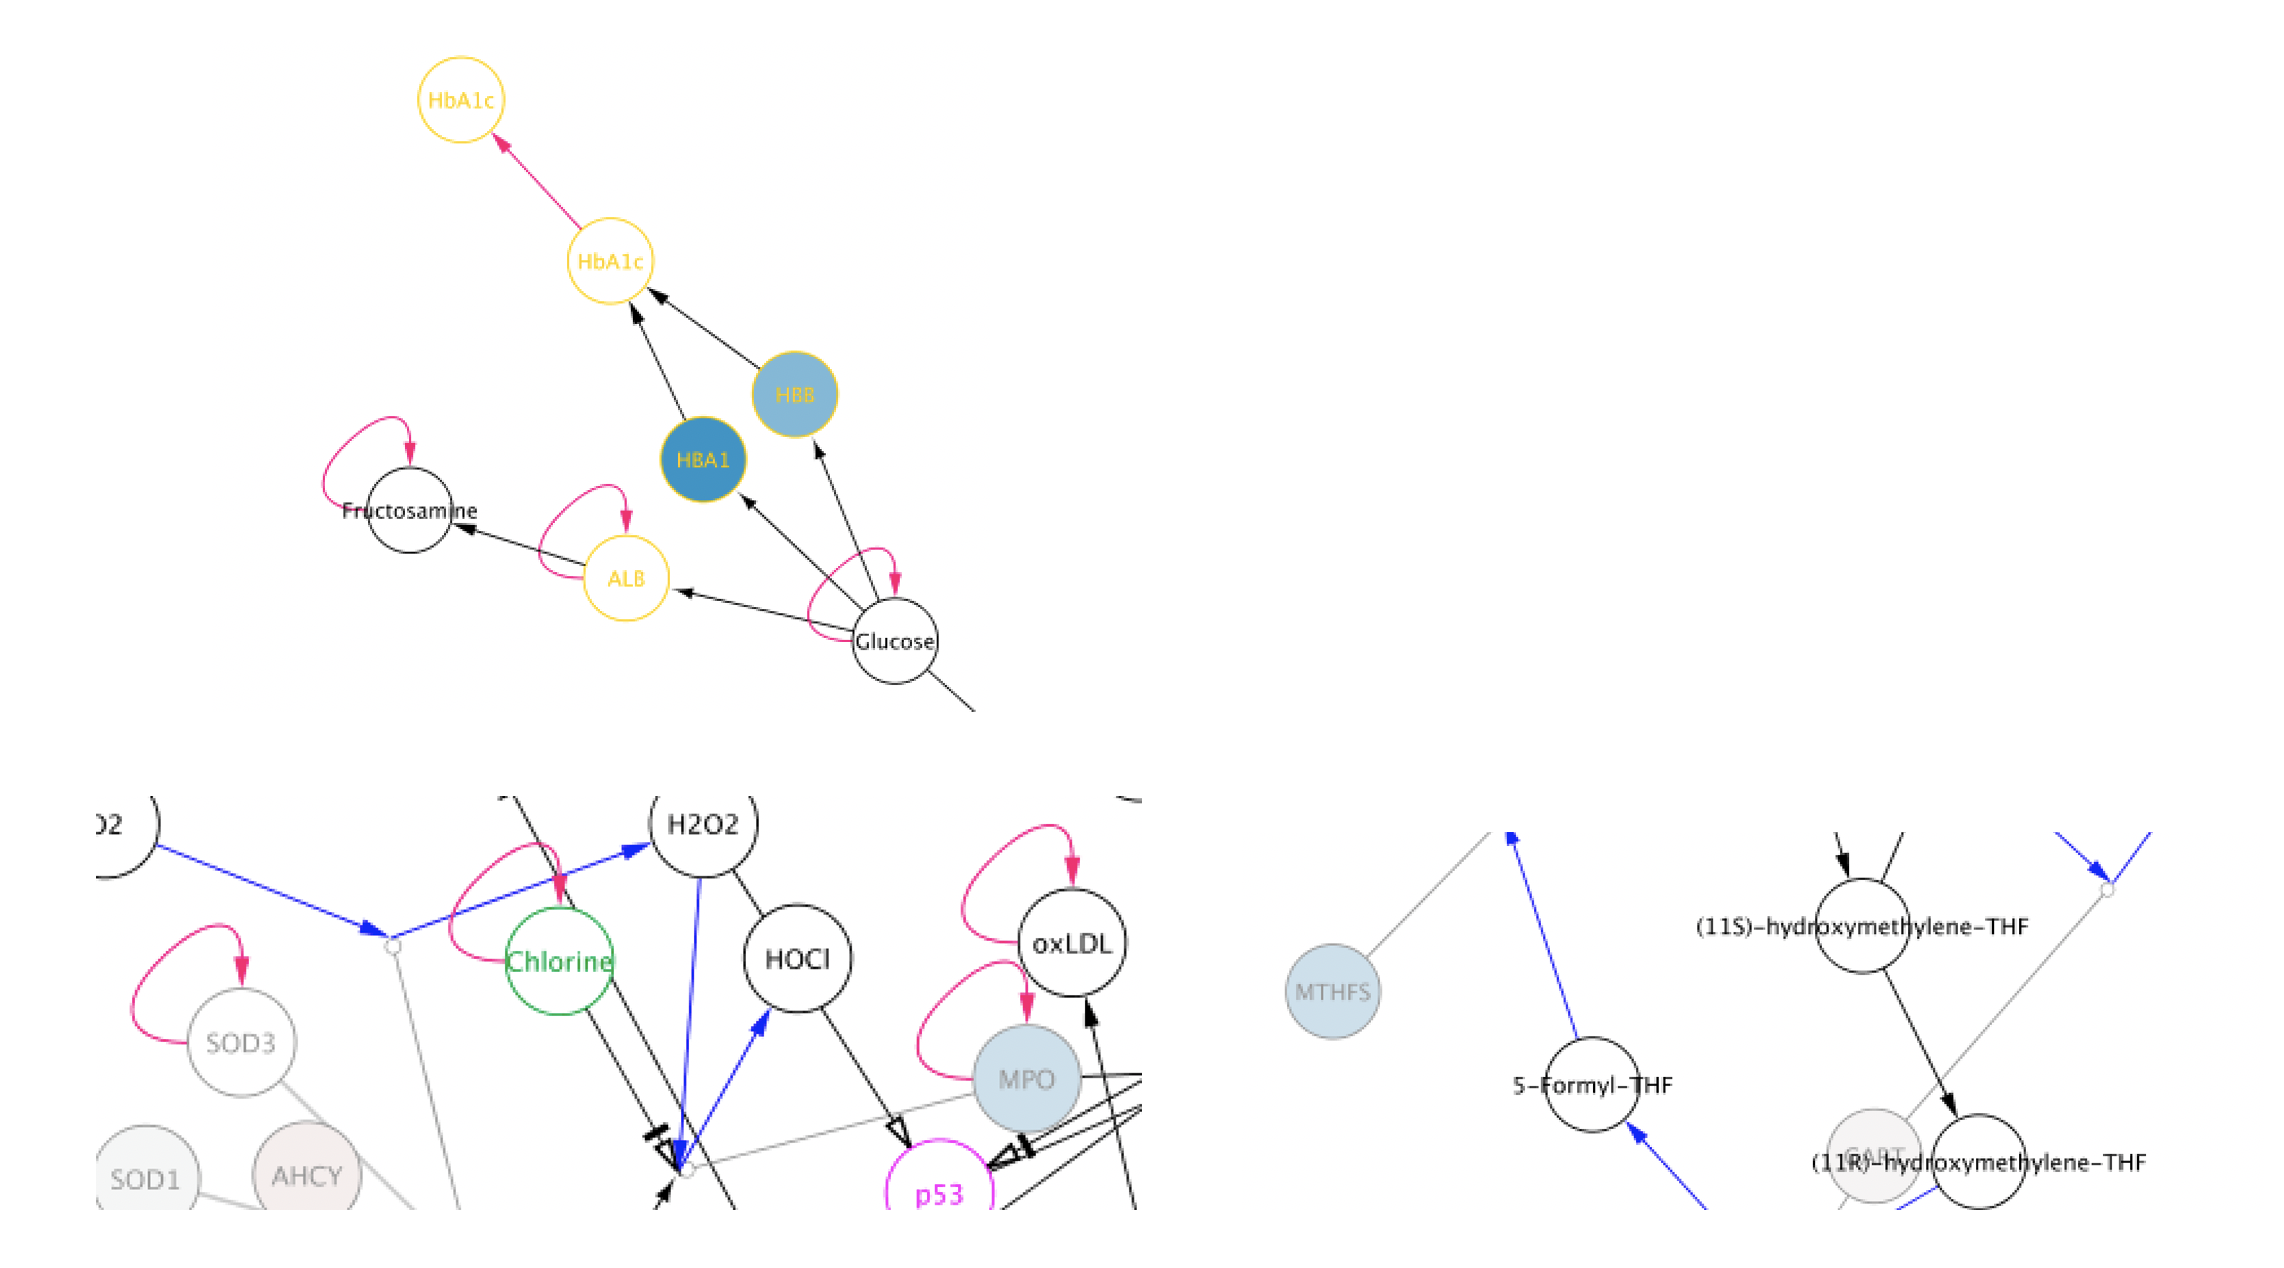 HbA1c
HbA1c
HBB
HBA1
Fructosamine
ALB
Glucose
H2O2
O2
Chlorine
HOCl
oxLDL
SOD3
MPO
SOD1
AHCY
p53
(11S)-hydroxymethylene-THF
MTHFS
5-Formyl-THF
GART
(11R)-hydroxymethylene-THF